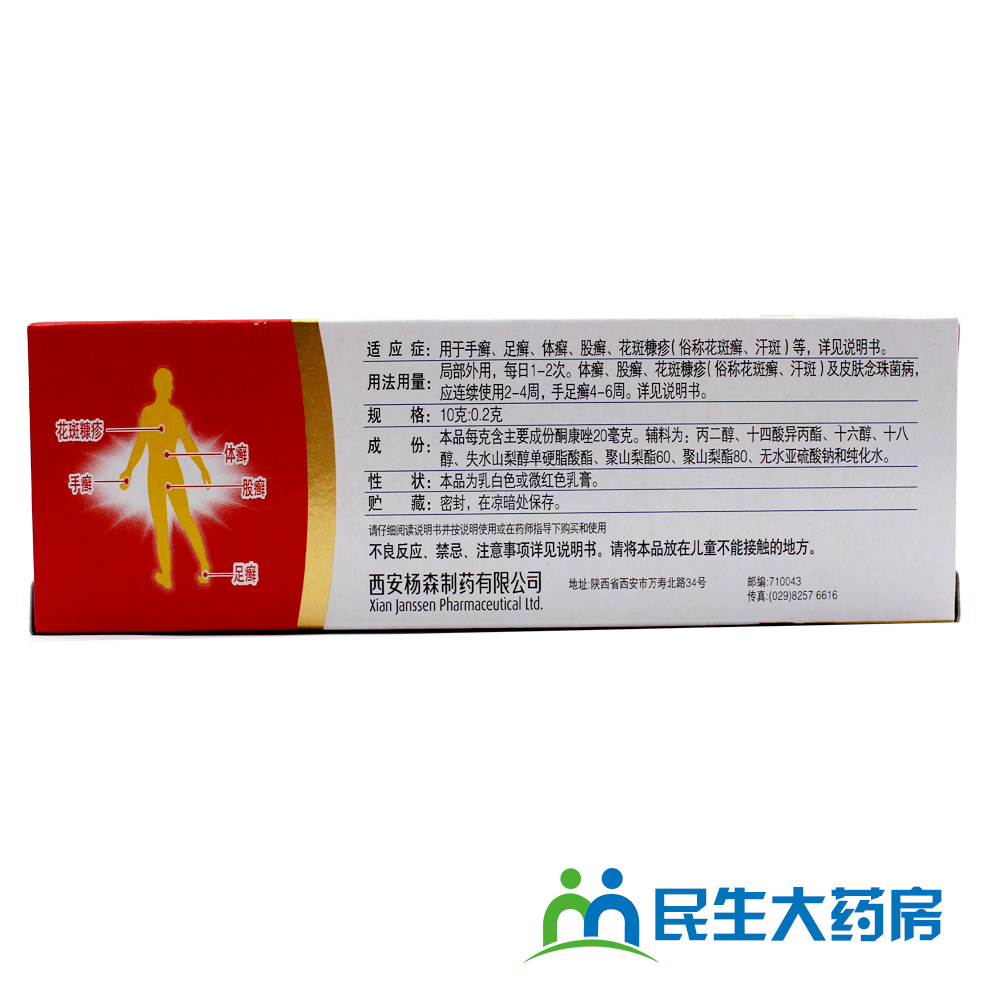 花斑糠疹
体癣
手癣
股癣
足癣
适应症：用于手癣、足癣、体癣、股癣、花斑糠疹(俗称花斑癣、汗斑)等，详见说明书。
用法用量：局部外用，每日1-2次。体癣、股癣、花斑糠疹(俗称花斑癣、汗斑)及皮肤念珠菌病，
应连续使用2-4周，手足癣4-6周。详见说明书。
规格：10克:0.2克
成份：本品每克含主要成份酮康唑20毫克。辅料为：丙二醇、十四酸异丙酯、十六醇、十八
醇、失水山梨醇单硬脂酸酯、聚山梨酯60、聚山梨酯80、无水亚硫酸钠和纯化水。
性状：本品为乳白色或微红色乳膏。
贮藏：密封，在凉暗处保存。
请仔细阅读说明书并按说明使用或在药师指导下购买和使用
不良反应、禁忌、注意事项详见说明书。请将本品放在儿童不能接触的地方。
西安杨森制药有限公司
Xian Janssen Pharmaceutical Ltd.
地址:陕西省西安市万寿北路34号
邮编:710043
传真:(029)8257 6616
民生大药房